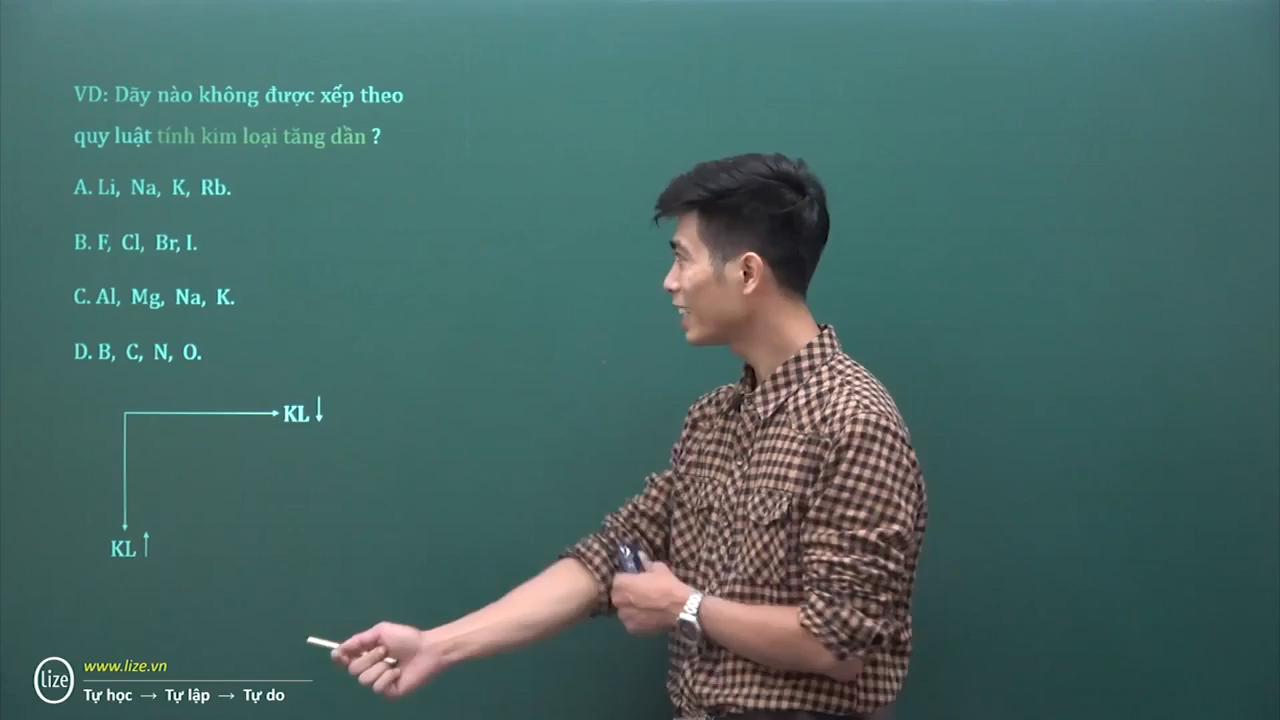 VD: Dãy nào không được xếp theo
quy luật tính kim loại tăng dần ?
A. Li, Na, K, Rb.
B. F, Cl, Br, I.
C. Al, Mg, Na, K.
D. B, C, N, O.
KL ↓
KL ↑
Lize
www.lize.vn
Tự học → Tự lập → Tự do